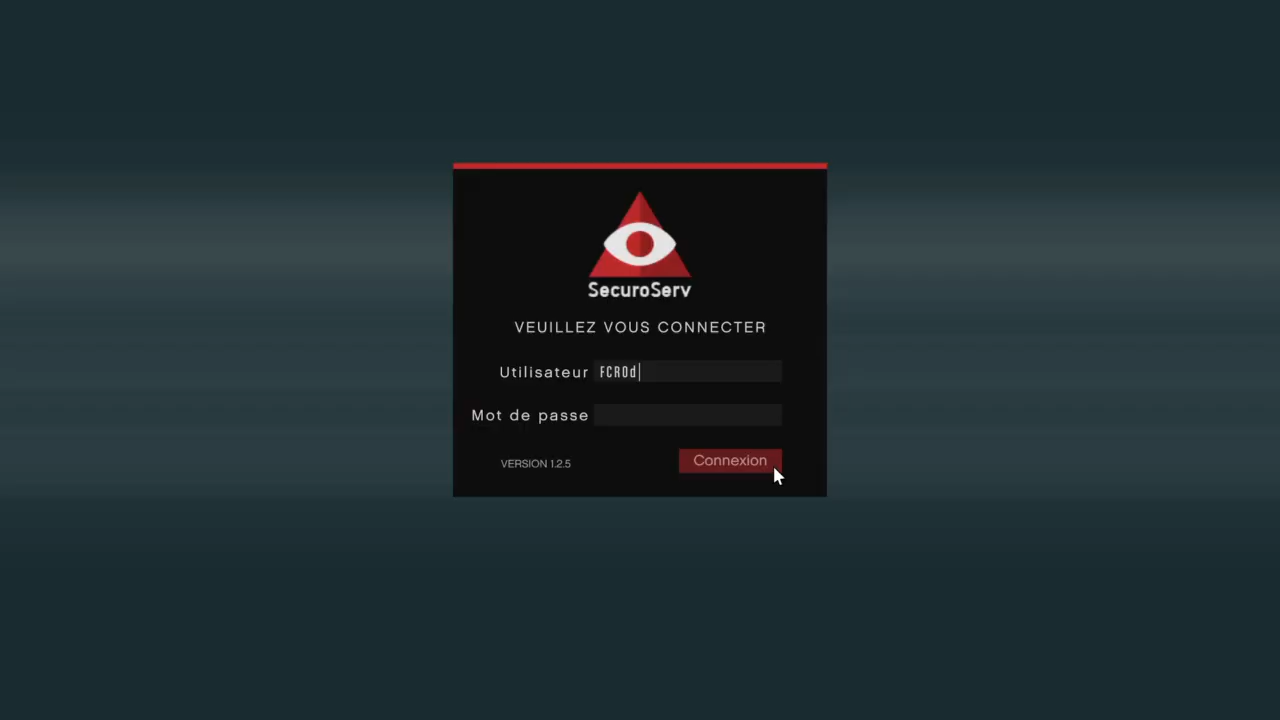 SecuroServ
VEUILLEZ VOUS CONNECTER
Utilisateur FCR0d
Mot de passe
VERSION 1.2.5 Connexion